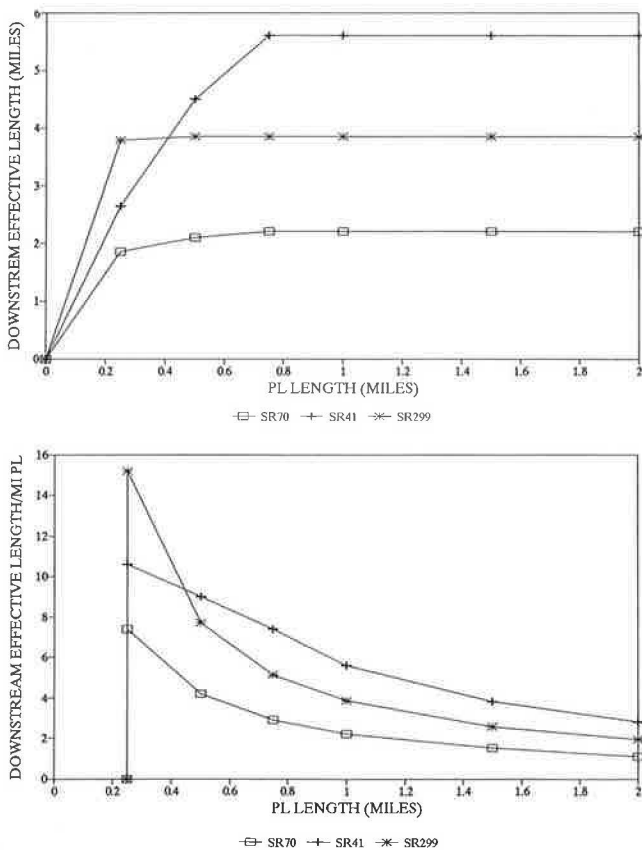 DOWNSTREM EFFECTIVE LENGTH (MILES)
6
5
4
3
2
1
0
0 0.2 0.4 0.6 0.8 1 1.2 1.4 1.6 1.8 2
PL LENGTH (MILES)
SR70 SR41 SR299
DOWNSTREAM EFFECTIVE LENGTH/MI PL
16
14
12
10
8
6
4
2
0
0 0.2 0.4 0.6 0.8 1 1.2 1.4 1.6 1.8 2
PL LENGTH (MILES)
SR70 SR41 SR299